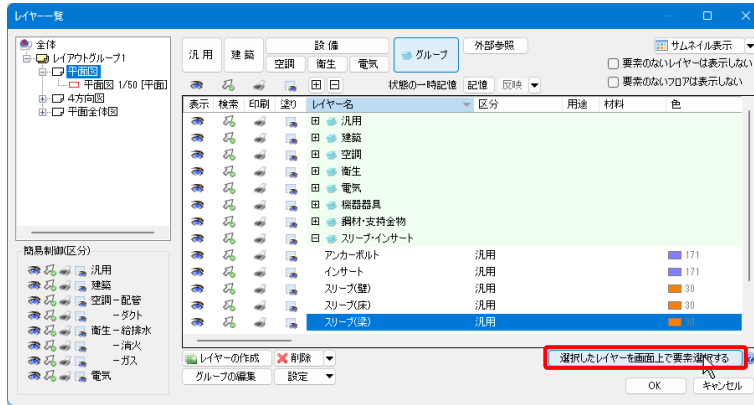 レイヤー一覧
全体
レイアウトグループ1
平面図
平面図 1/50 [平面]
4方向図
平面全体図
簡易制御(区分)
汎用
建築
空調－配管
－ダクト
衛生－給排水
－消火
－ガス
電気
汎用 建築 設備 グループ 外部参照 サムネイル表示
空調 衛生 電気
要素のないレイヤーは表示しない
状態の一時記憶 記憶 反映 要素のないフロアは表示しない
表示 検索 印刷 塗り レイヤー名 区分 用途 材料 色
汎用
建築
空調
衛生
電気
機器器具
鋼材・支持金物
スリーブ・インサート
アンカーボルト 汎用 171
インサート 汎用 171
スリーブ(壁) 汎用 30
スリーブ(床) 汎用 30
スリーブ(梁) 汎用 30
レイヤーの作成 削除 選択したレイヤーを画面上で要素選択する
グループの編集 設定 OK キャンセル